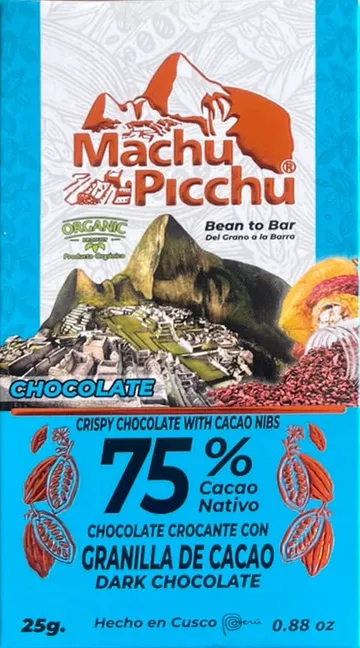 Machu
Picchu®
ORGANIC
Producto Orgánico
Bean to Bar
Del Grano a la Barra
CHOCOLATE
CRISPY CHOCOLATE WITH CACAO NIBS
75%
Cacao
Nativo
CHOCOLATE CROCANTE CON
GRANILLA DE CACAO
DARK CHOCOLATE
25g.
Hecho en Cusco
Perú
0.88 oz